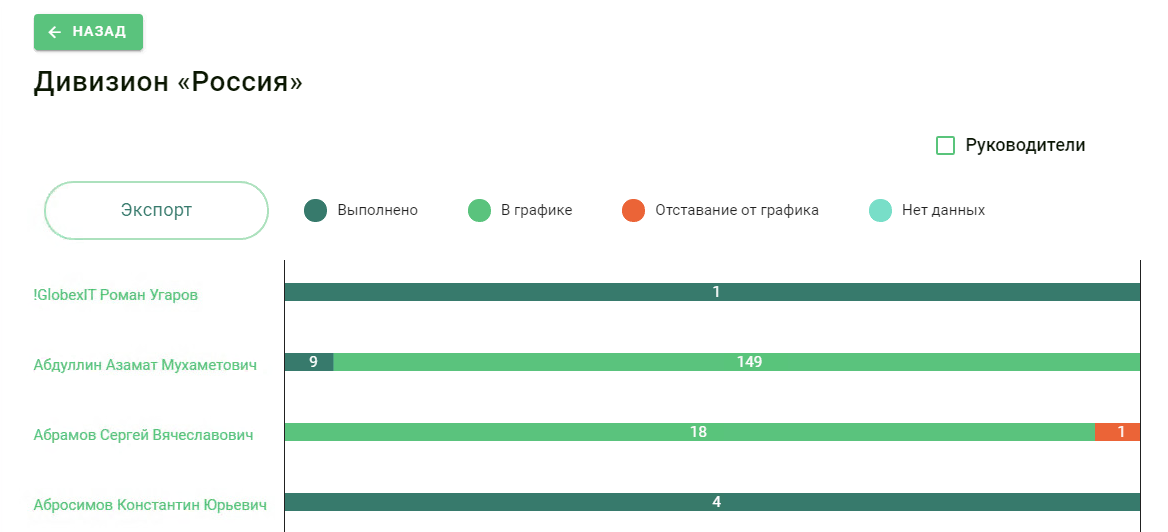 НАЗАД
Дивизион «Россия»
Руководители
Экспорт
Выполнено
В графике
Отставание от графика
Нет данных
!GlobexIT Роман Угаров
1
Абдуллин Азамат Мухаметович
9
149
Абрамов Сергей Вячеславович
18
1
Абросимов Константин Юрьевич
4